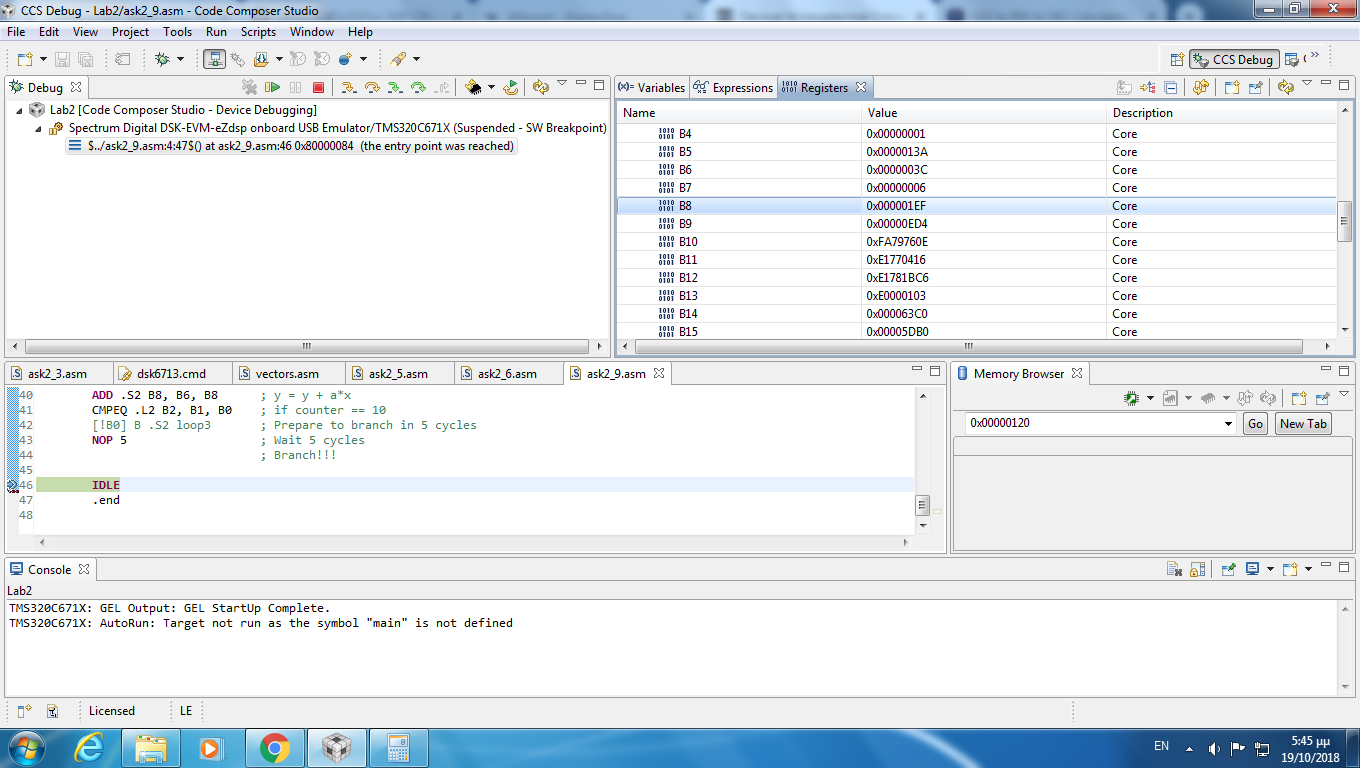 CCS Debug - Lab2/ask2_9.asm - Code Composer Studio
File Edit View Project Tools Run Scripts Window Help
CCS Debug
Debug
Lab2 [Code Composer Studio - Device Debugging]
Spectrum Digital DSK-EVM-eZdsp onboard USB Emulator/TMS320C671X (Suspended - SW Breakpoint)
$../ask2_9.asm:4:47$() at ask2_9.asm:46 0x80000084 (the entry point was reached)
(x)= Variables Expressions Registers
Name Value Description
B4 0x00000001 Core
B5 0x0000013A Core
B6 0x0000003C Core
B7 0x00000006 Core
B8 0x000001EF Core
B9 0x00000ED4 Core
B10 0xFA79760E Core
B11 0xE1770416 Core
B12 0xE1781BC6 Core
B13 0xE0000103 Core
B14 0x000063C0 Core
B15 0x00005DB0 Core
ask2_3.asm dsk6713.cmd vectors.asm ask2_5.asm ask2_6.asm ask2_9.asm
40 ADD .S2 B8, B6, B8 ; y = y + a*x
41 CMPEQ .L2 B2, B1, B0 ; if counter == 10
42 [!B0] B .S2 loop3 ; Prepare to branch in 5 cycles
43 NOP 5 ; Wait 5 cycles
44 ; Branch!!!
45
46 IDLE
47 .end
48
Memory Browser
0x00000120 Go New Tab
Console
Lab2
TMS320C671X: GEL Output: GEL StartUp Complete.
TMS320C671X: AutoRun: Target not run as the symbol "main" is not defined
Licensed LE
EN
5:45 μμ
19/10/2018